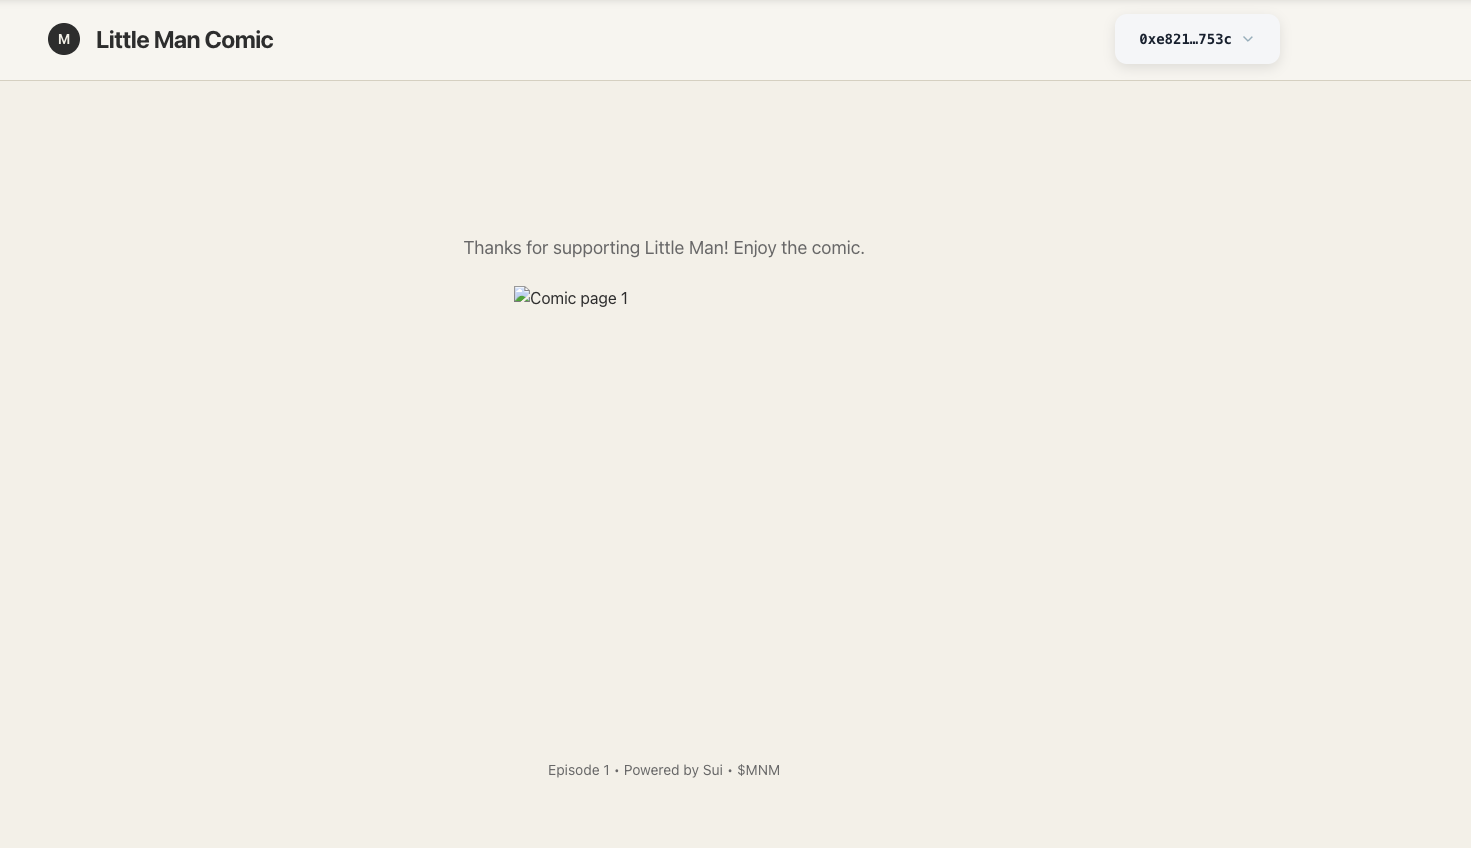 M
Little Man Comic
0xe821…753c
Thanks for supporting Little Man! Enjoy the comic.
Comic page 1
Episode 1 • Powered by Sui • $MNM